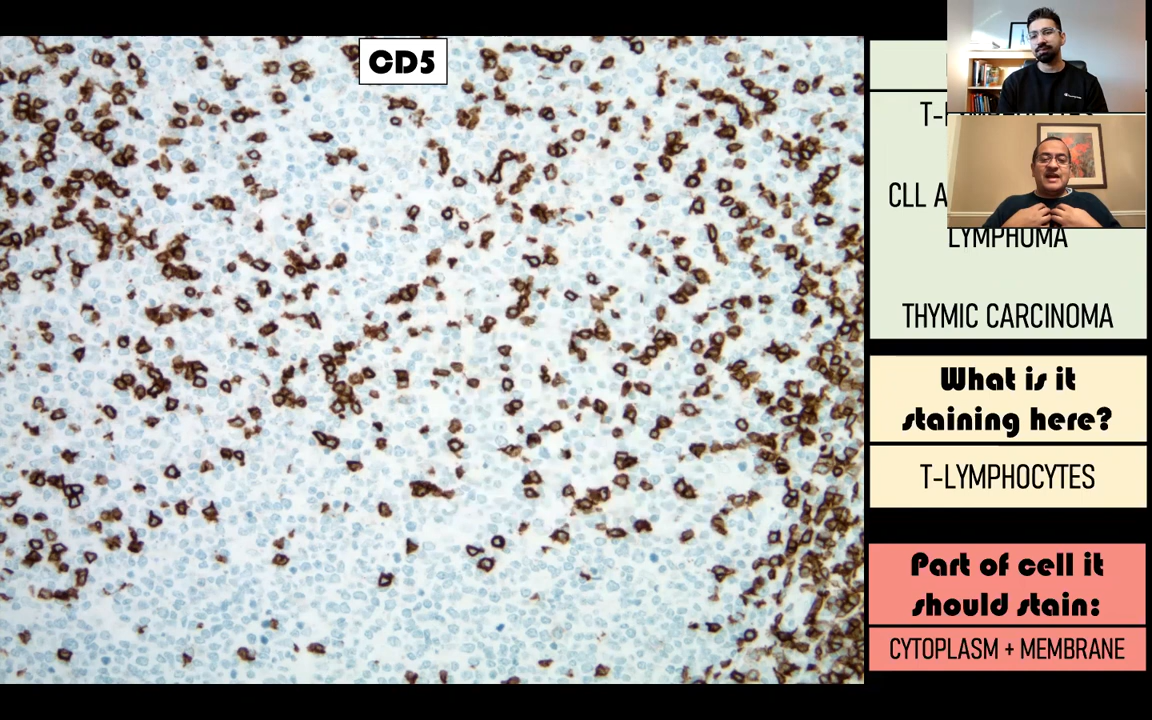 CD5
CLL
LYMPHOMA
THYMIC CARCINOMA
What is it
staining here?
T-LYMPHOCYTES
Part of cell it
should stain:
CYTOPLASM + MEMBRANE